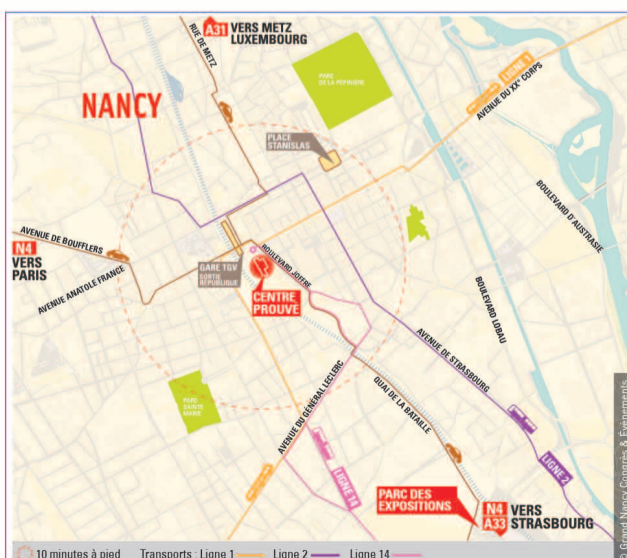 A31 VERS METZ
LUXEMBOURG
RUE DE METZ
NANCY
PARC
DE LA PÉPINIÈRE
LIGNE 1
AVENUE DU XXe CORPS
PLACE
STANISLAS
BOULEVARD D'AUSTRASIE
AVENUE DE BOUFFLERS
N4
VERS
PARIS
AVENUE ANATOLE FRANCE
GARE TGV
SORTIE
RÉPUBLIQUE
BOULEVARD JOFFRE
CENTRE
PROUVÉ
BOULEVARD LOBAU
AVENUE DE STRASBOURG
PARC
SAINTE
MARIE
AVENUE DU GÉNÉRAL LECLERC
QUAI DE LA BATAILLE
LIGNE 14
LIGNE 2
PARC DES
EXPOSITIONS
N4
A33
VERS
STRASBOURG
Grand Nancy Congrès & Evènements
10 minutes à pied Transports : Ligne 1 Ligne 2 Ligne 14